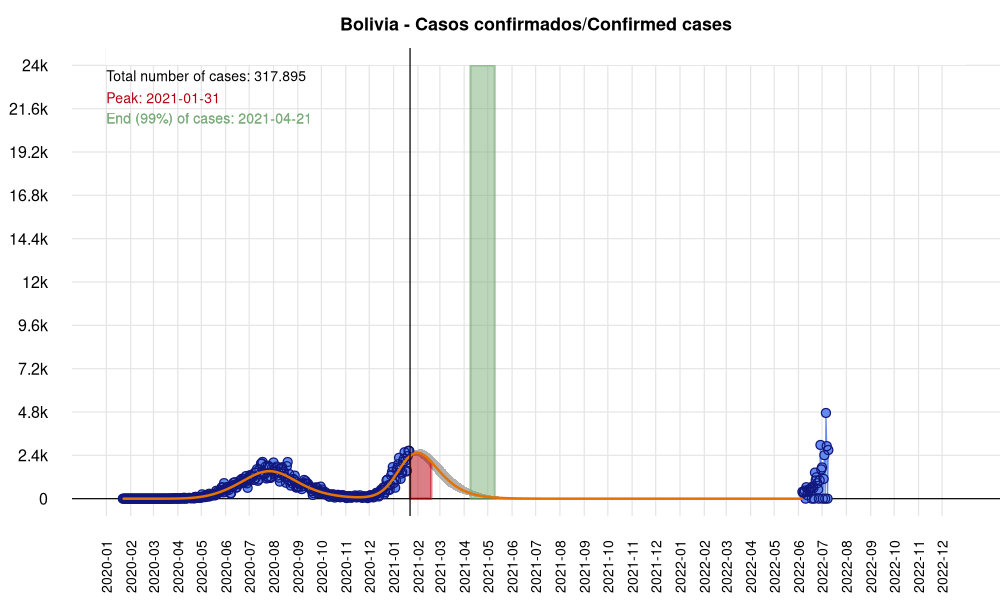 Bolivia - Casos confirmados/Confirmed cases
Total number of cases: 317.895
Peak: 2021-01-31
End (99%) of cases: 2021-04-21
24k
21.6k
19.2k
16.8k
14.4k
12k
9.6k
7.2k
4.8k
2.4k
0
2020-01
2020-02
2020-03
2020-04
2020-05
2020-06
2020-07
2020-08
2020-09
2020-10
2020-11
2020-12
2021-01
2021-02
2021-03
2021-04
2021-05
2021-06
2021-07
2021-08
2021-09
2021-10
2021-11
2021-12
2022-01
2022-02
2022-03
2022-04
2022-05
2022-06
2022-07
2022-08
2022-09
2022-10
2022-11
2022-12